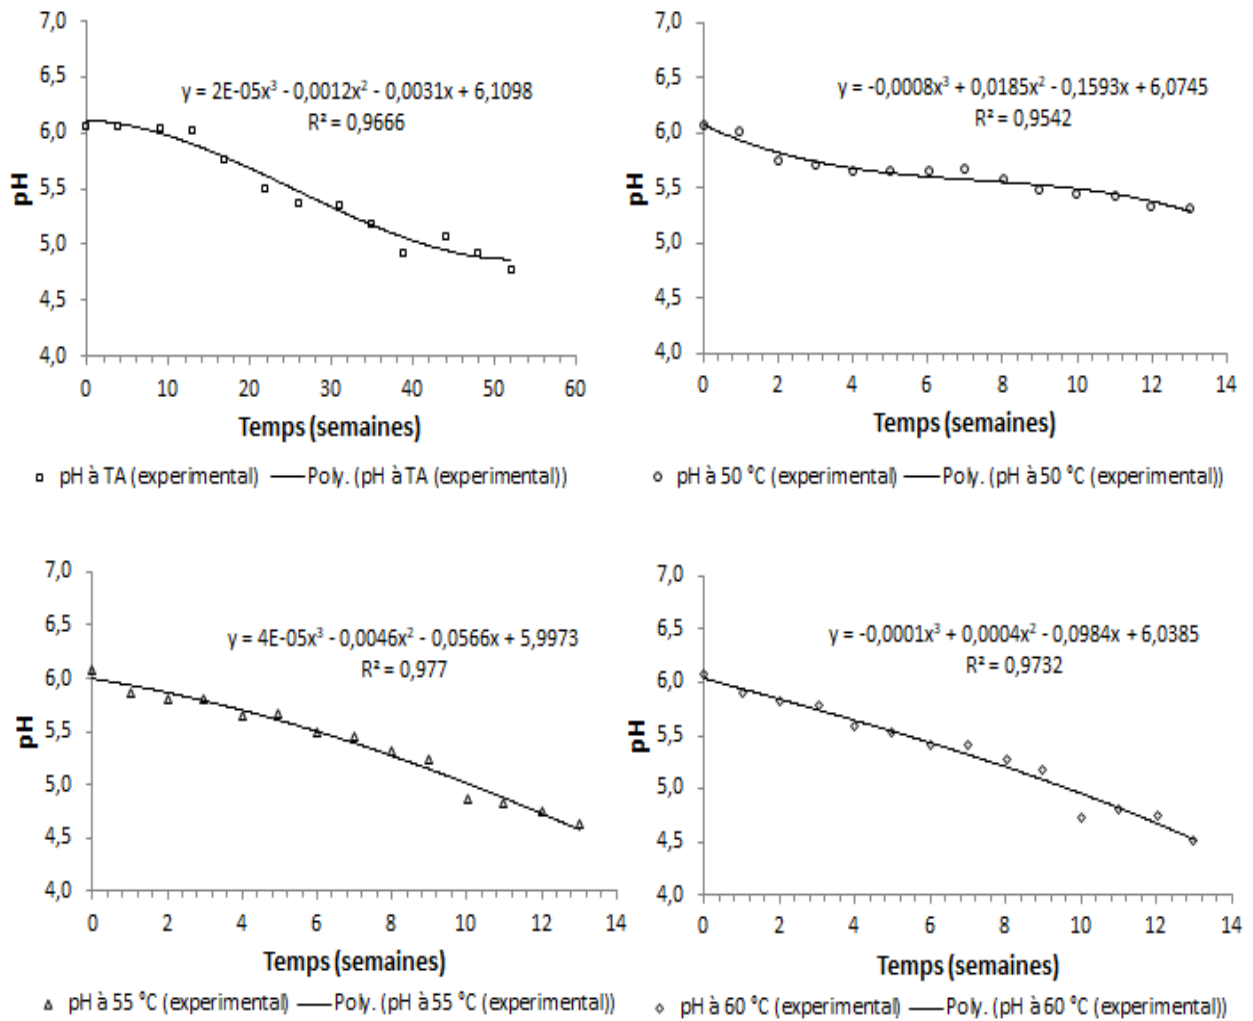 7,0
6,5
6,0
5,5
5,0
4,5
4,0
pH
y = 2E-05x³ - 0,0012x² - 0,0031x + 6,1098
R² = 0,9666
0 10 20 30 40 50 60
Temps (semaines)
pH à TA (experimental) Poly. (pH à TA (experimental))
7,0
6,5
6,0
5,5
5,0
4,5
4,0
pH
y = -0,0008x³ + 0,0185x² - 0,1593x + 6,0745
R² = 0,9542
0 2 4 6 8 10 12 14
Temps (semaines)
pH à 50 °C (experimental) Poly. (pH à 50 °C (experimental))
7,0
6,5
6,0
5,5
5,0
4,5
4,0
pH
y = 4E-05x³ - 0,0046x² - 0,0566x + 5,9973
R² = 0,977
0 2 4 6 8 10 12 14
Temps (semaines)
pH à 55 °C (experimental) Poly. (pH à 55 °C (experimental))
7,0
6,5
6,0
5,5
5,0
4,5
4,0
pH
y = -0,0001x³ + 0,0004x² - 0,0984x + 6,0385
R² = 0,9732
0 2 4 6 8 10 12 14
Temps (semaines)
pH à 60 °C (experimental) Poly. (pH à 60 °C (experimental))